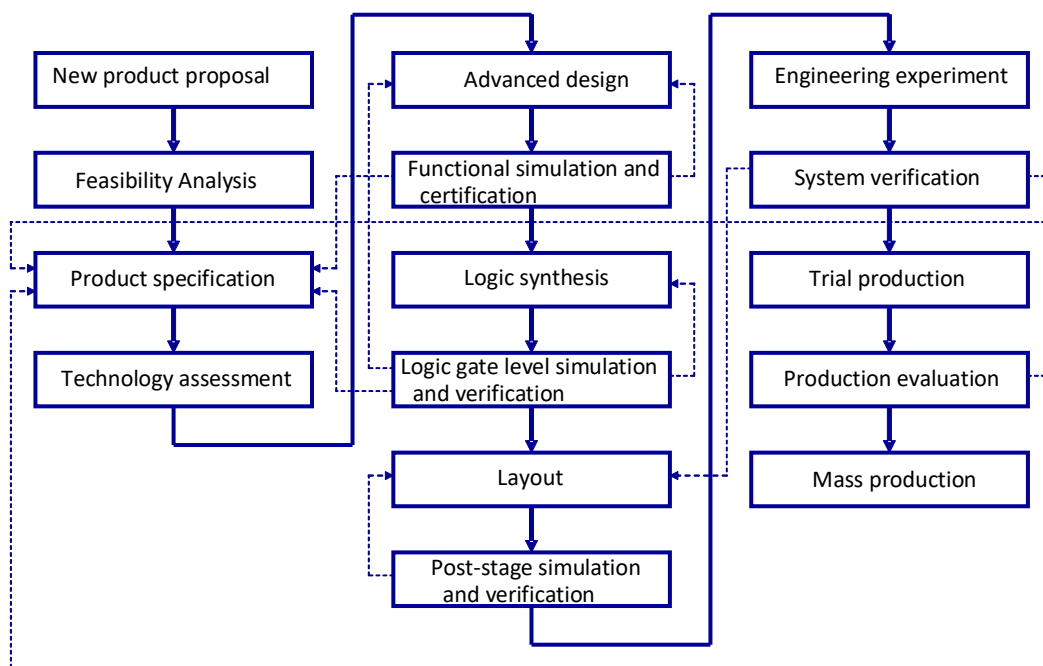 New product proposal
Feasibility Analysis
Product specification
Technology assessment
Advanced design
Functional simulation and
certification
Logic synthesis
Logic gate level simulation
and verification
Layout
Post-stage simulation
and verification
Engineering experiment
System verification
Trial production
Production evaluation
Mass production